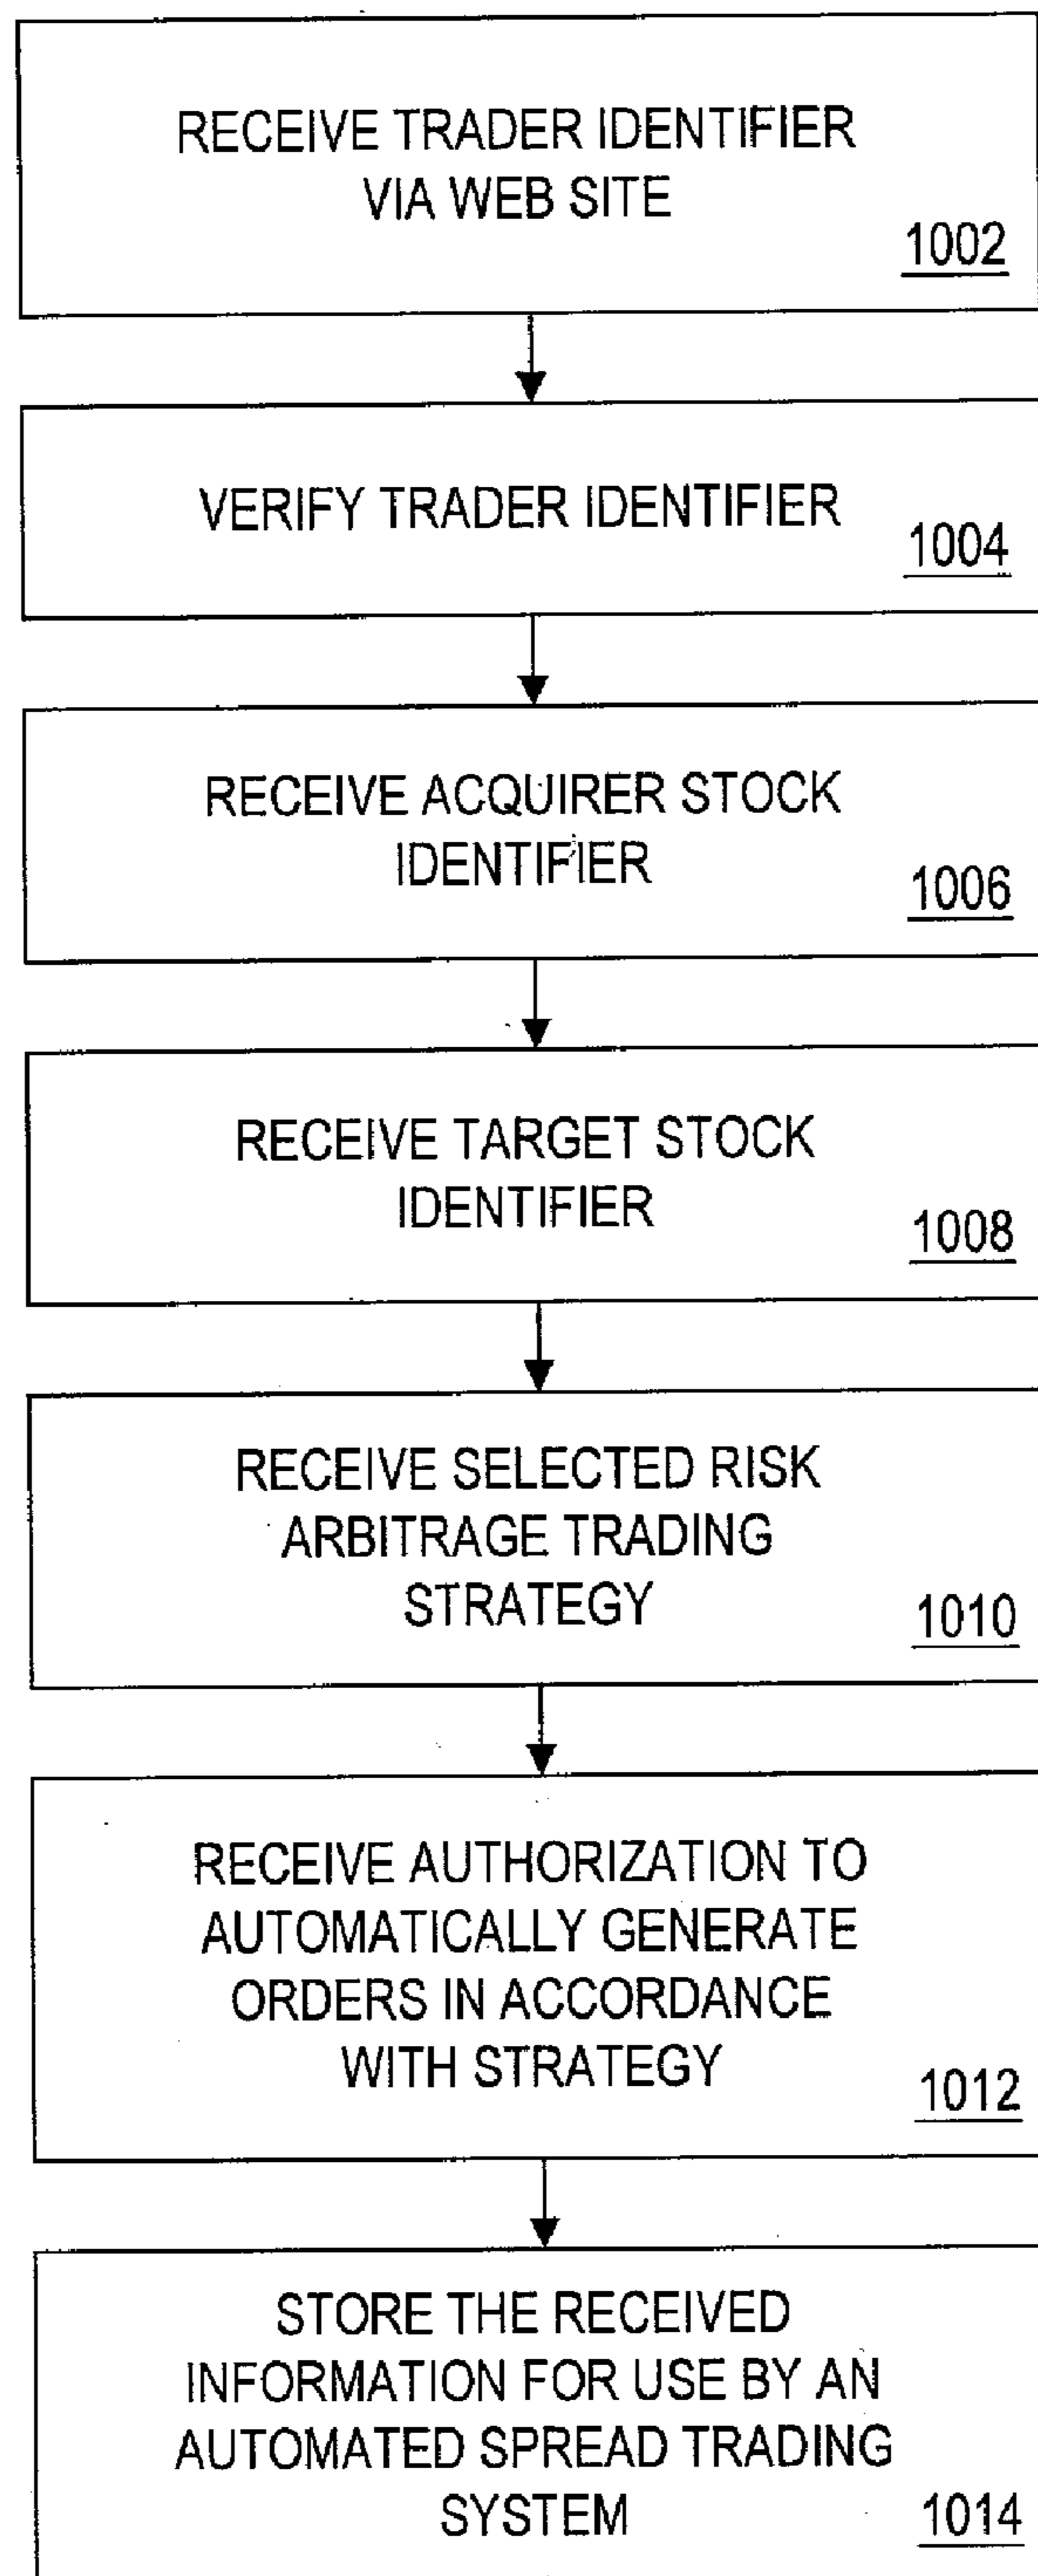 RECEIVE TRADER IDENTIFIER
VIA WEB SITE
1002
VERIFY TRADER IDENTIFIER
1004
RECEIVE ACQUIRER STOCK
IDENTIFIER
1006
RECEIVE TARGET STOCK
IDENTIFIER
1008
RECEIVE SELECTED RISK
ARBITRAGE TRADING
STRATEGY
1010
RECEIVE AUTHORIZATION TO
AUTOMATICALLY GENERATE
ORDERS IN ACCORDANCE
WITH STRATEGY
1012
STORE THE RECEIVED
INFORMATION FOR USE BY AN
AUTOMATED SPREAD TRADING
SYSTEM
1014